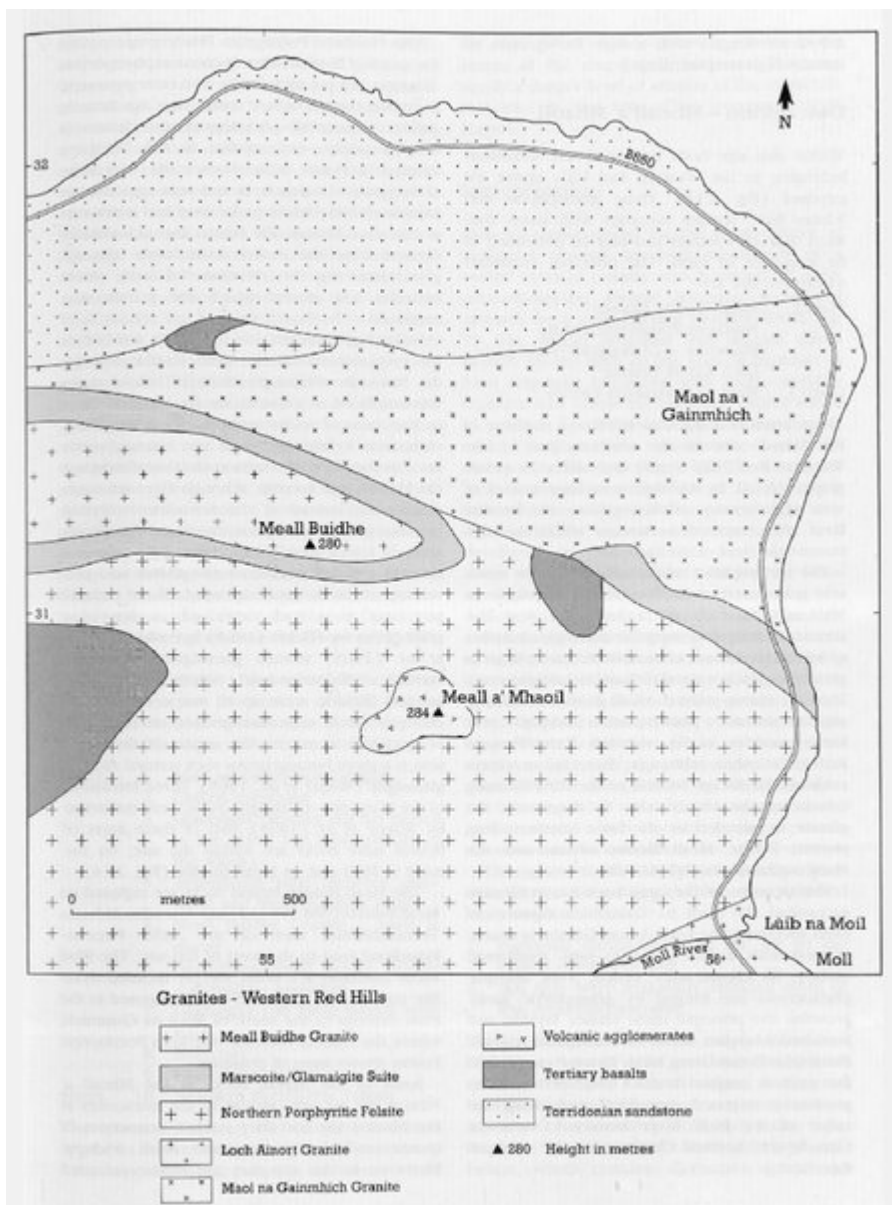 N
B850
32
Maol na
Gainmhich
Meall Buidhe
280
31
Meall a' Mhaoil
284
0 metres 500
Luib na Moil
Moll River
56
Moll
55
Granites - Western Red Hills
Meall Buidhe Granite
Marscoite/Glamaigite Suite
Northern Porphyritic Felsite
Loch Ainort Granite
Maol na Gainmhich Granite
Volcanic agglomerates
Tertiary basalts
Torridonian sandstone
280 Height in metres